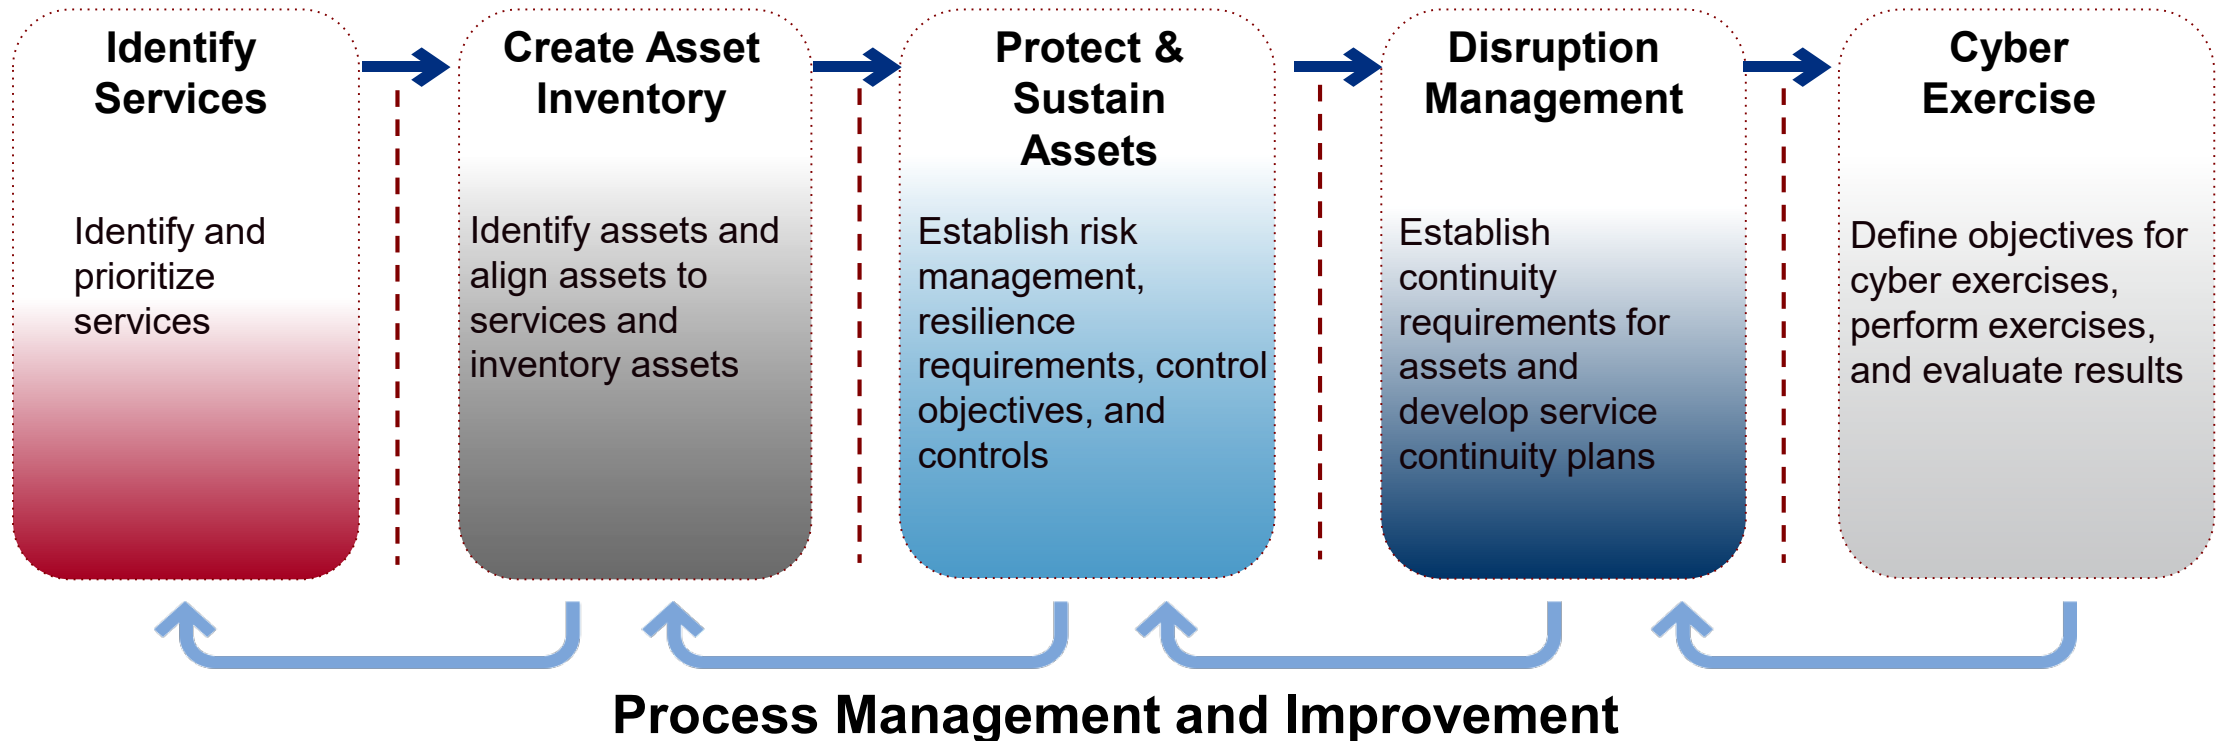 Identify
Services
Identify and
prioritize
services
Create Asset
Inventory
Identify assets and
align assets to
services and
inventory assets
Protect &
Sustain
Assets
Establish risk
management,
resilience
requirements, control
objectives, and
controls
Disruption
Management
Establish
continuity
requirements for
assets and
develop service
continuity plans
Cyber
Exercise
Define objectives for
cyber exercises,
perform exercises,
and evaluate results
Process Management and Improvement